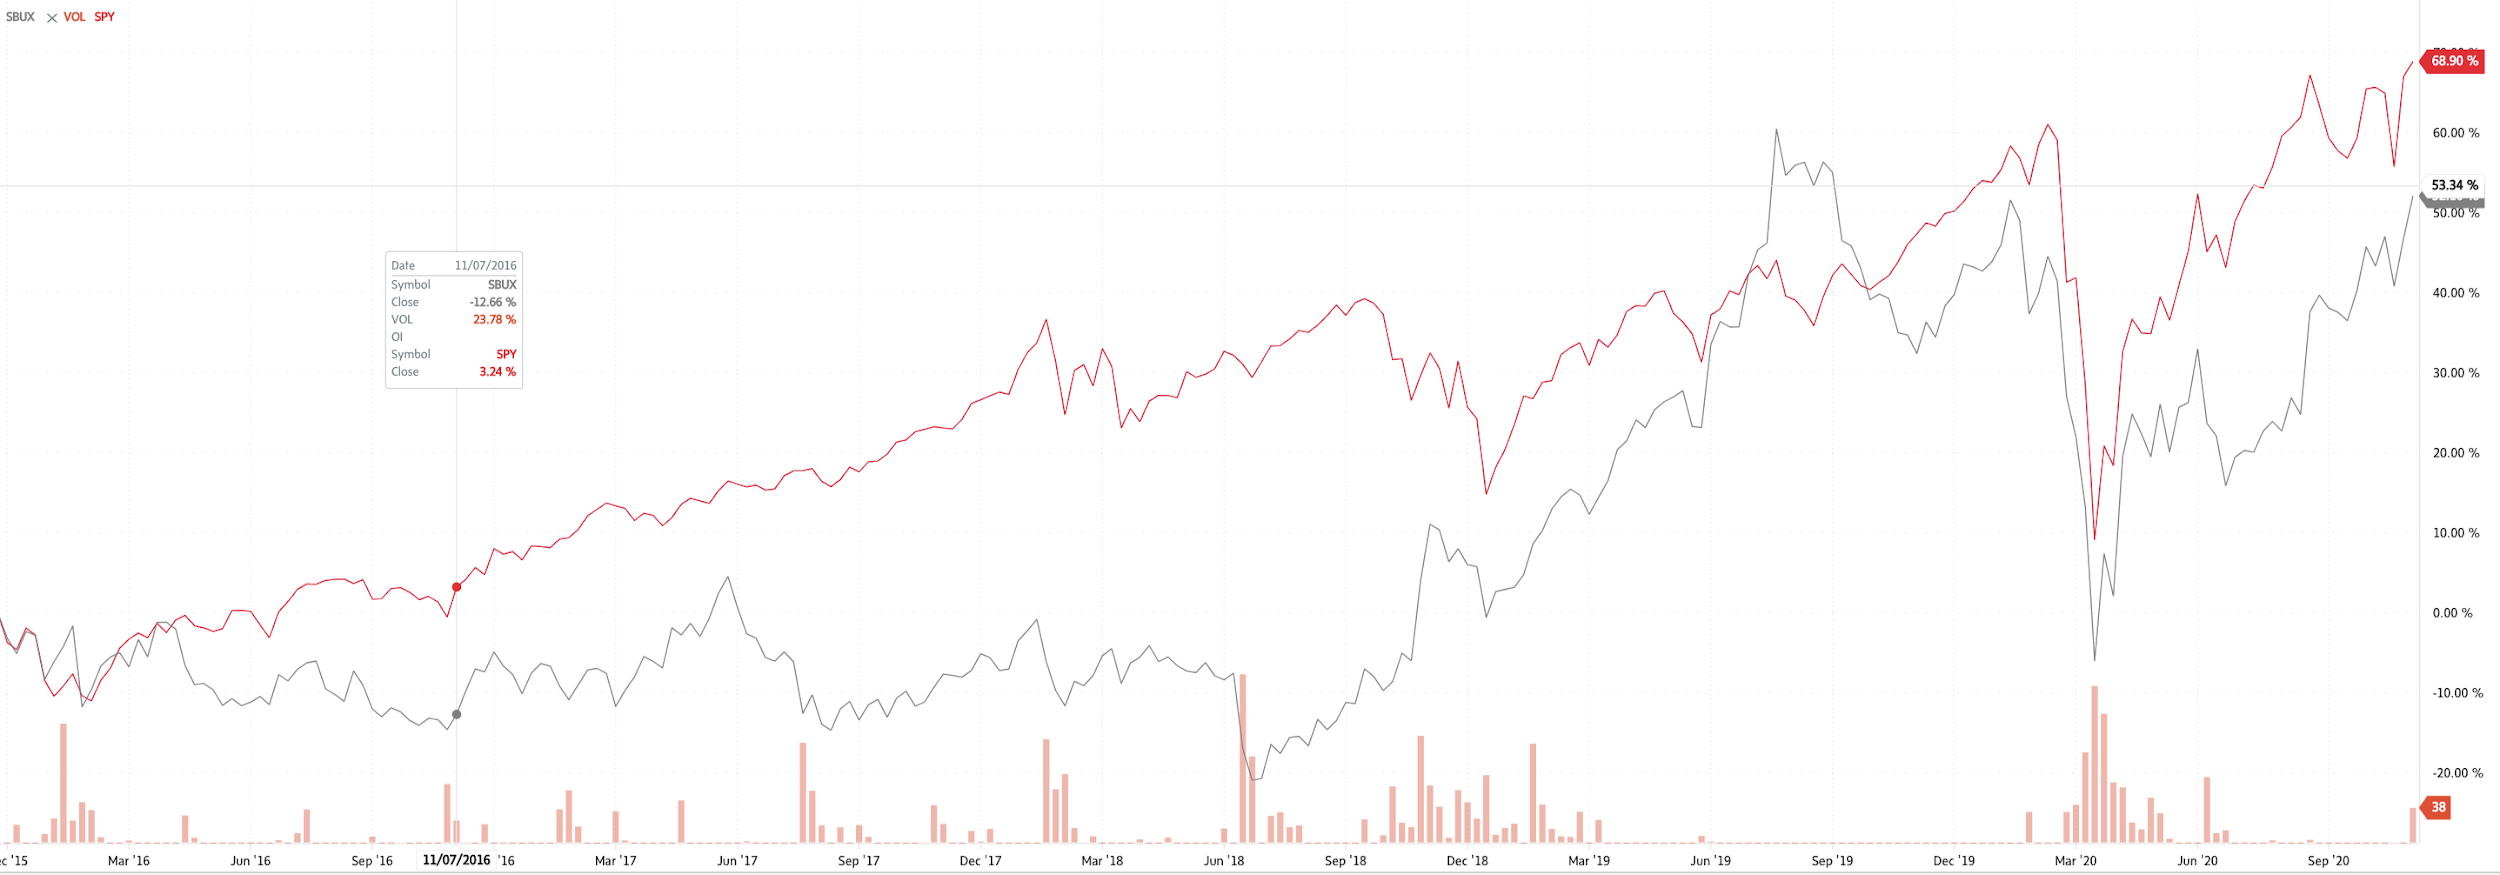 SBUX VOL SPY
70.00 %
68.90 %
60.00 %
53.34 %
50.00 %
Date 11/07/2016
Symbol SBUX
Close -12.66 %
VOL 23.78 %
OI
Symbol SPY
Close 3.24 %
40.00 %
30.00 %
20.00 %
10.00 %
0.00 %
-10.00 %
-20.00 %
38
ec '15 Mar '16 Jun '16 Sep '16 11/07/2016 '16 Mar '17 Jun '17 Sep '17 Dec '17 Mar '18 Jun '18 Sep '18 Dec '18 Mar '19 Jun '19 Sep '19 Dec '19 Mar '20 Jun '20 Sep '20